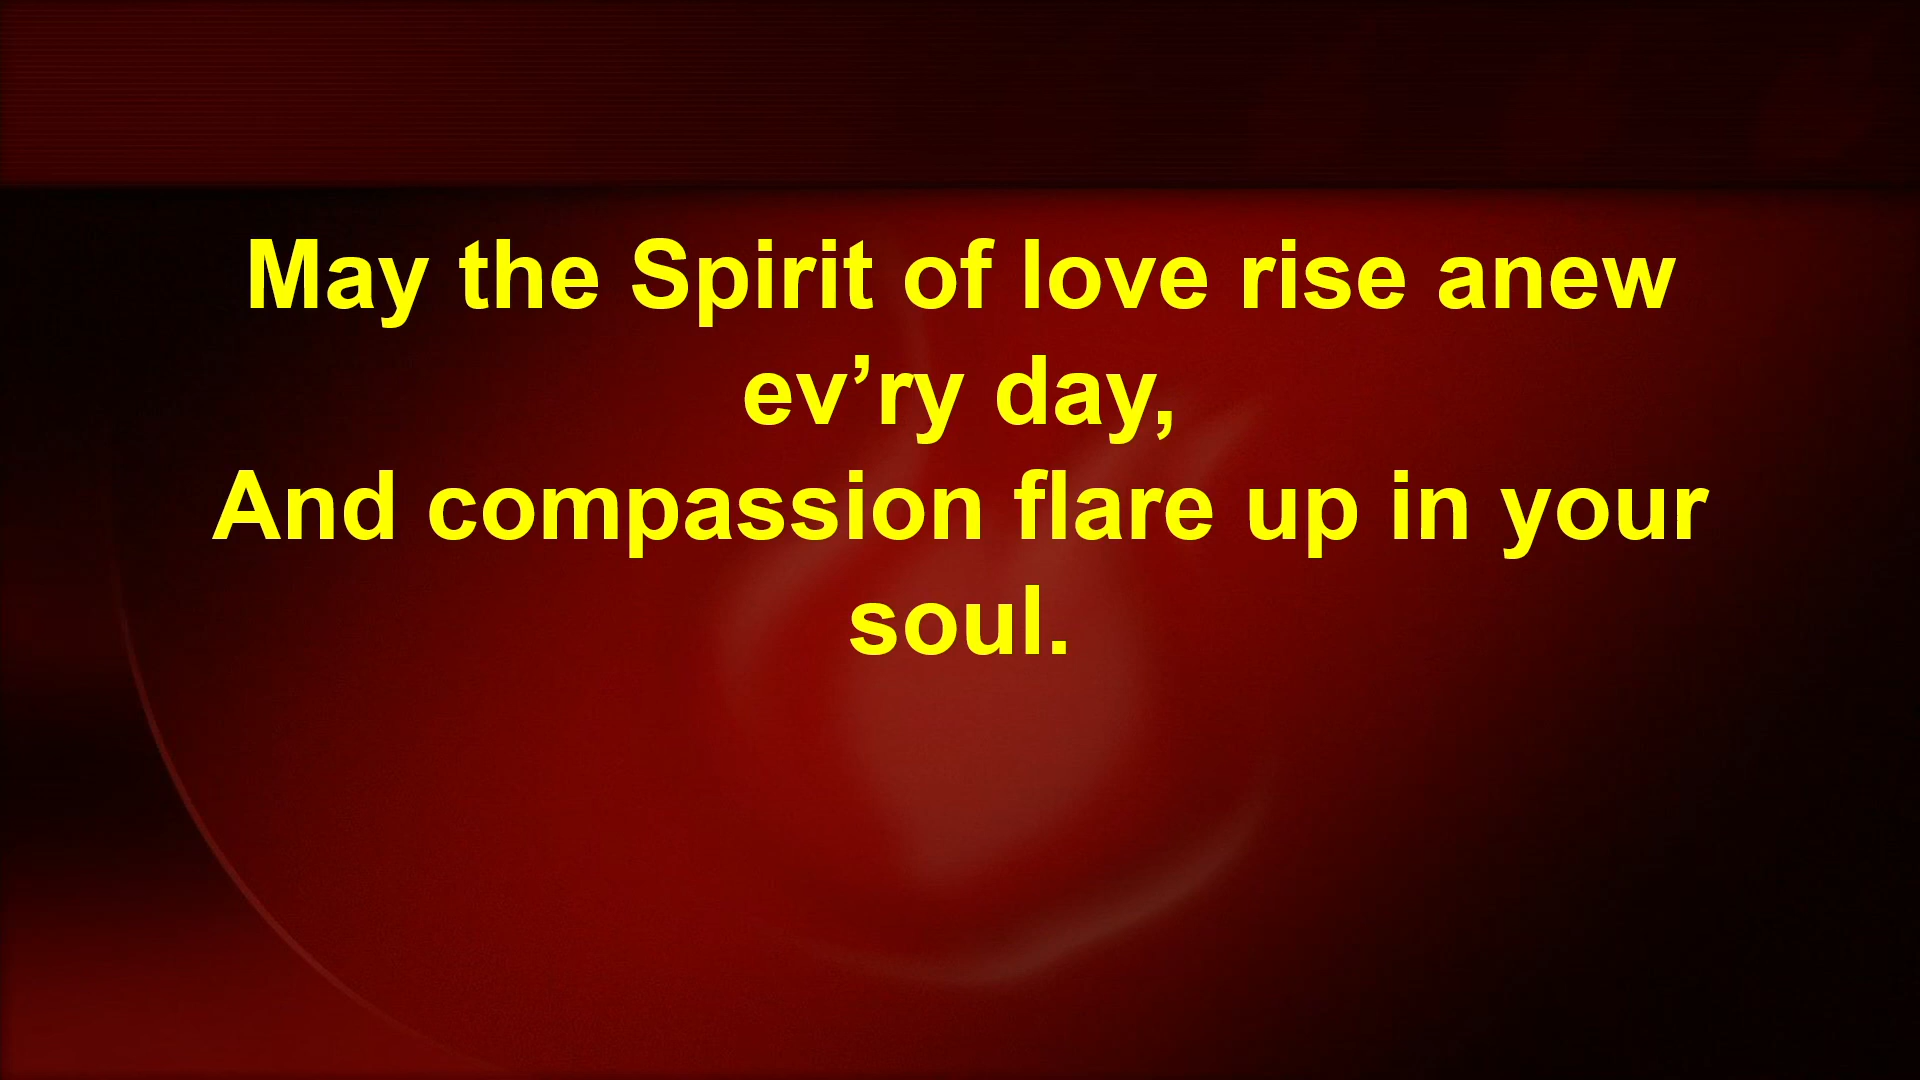 May the Spirit of love rise anew
ev’ry day,
And compassion flare up in your
soul.